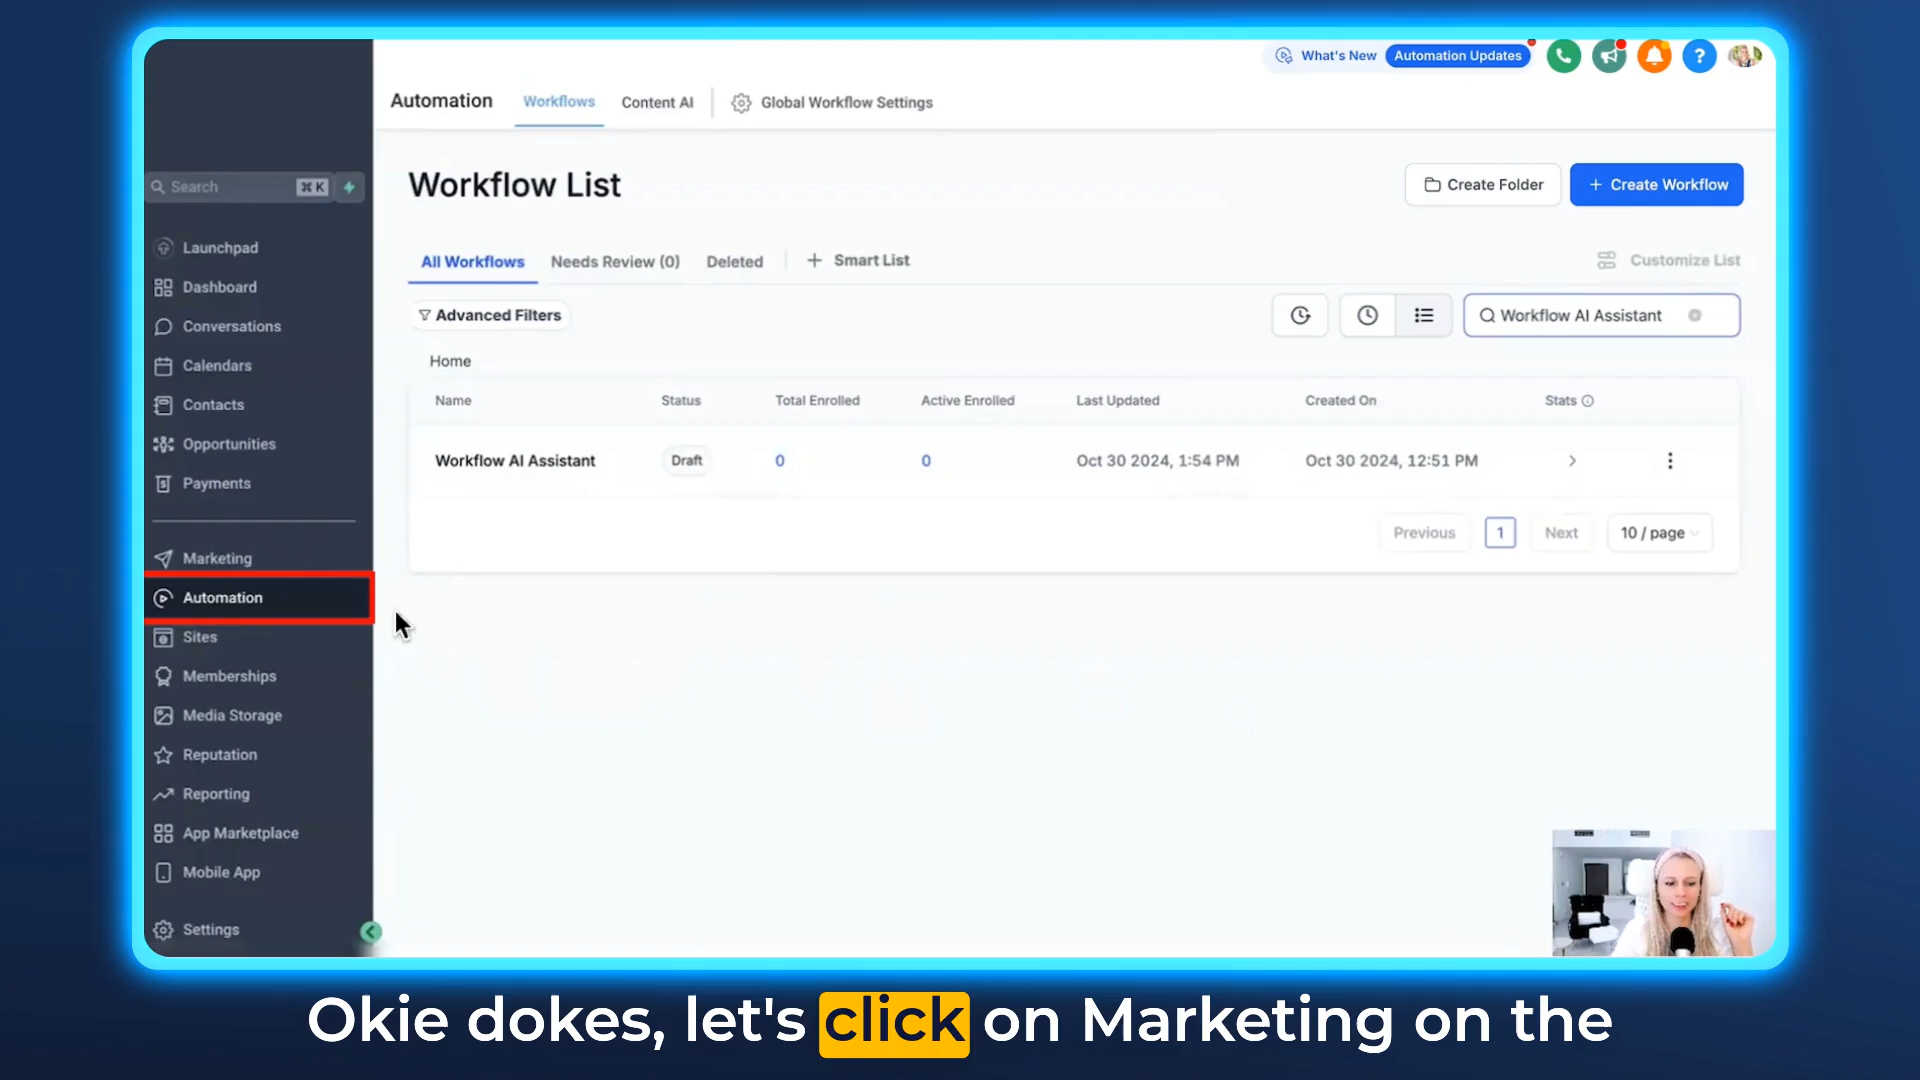 What's New
Automation Updates
?
Automation
Workflows
Content AI
Global Workflow Settings
Search
⌘ K
Workflow List
Create Folder
+ Create Workflow
Launchpad
Dashboard
Conversations
Calendars
Contacts
Opportunities
Payments
Marketing
Automation
Sites
Memberships
Media Storage
Reputation
Reporting
App Marketplace
Mobile App
Settings
All Workflows
Needs Review (0)
Deleted
+ Smart List
Customize List
Advanced Filters
Workflow AI Assistant
Home
Name Status Total Enrolled Active Enrolled Last Updated Created On Stats
Workflow AI Assistant Draft 0 0 Oct 30 2024, 1:54 PM Oct 30 2024, 12:51 PM
Previous 1 Next 10 / page
Okie dokes, let's click on Marketing on the